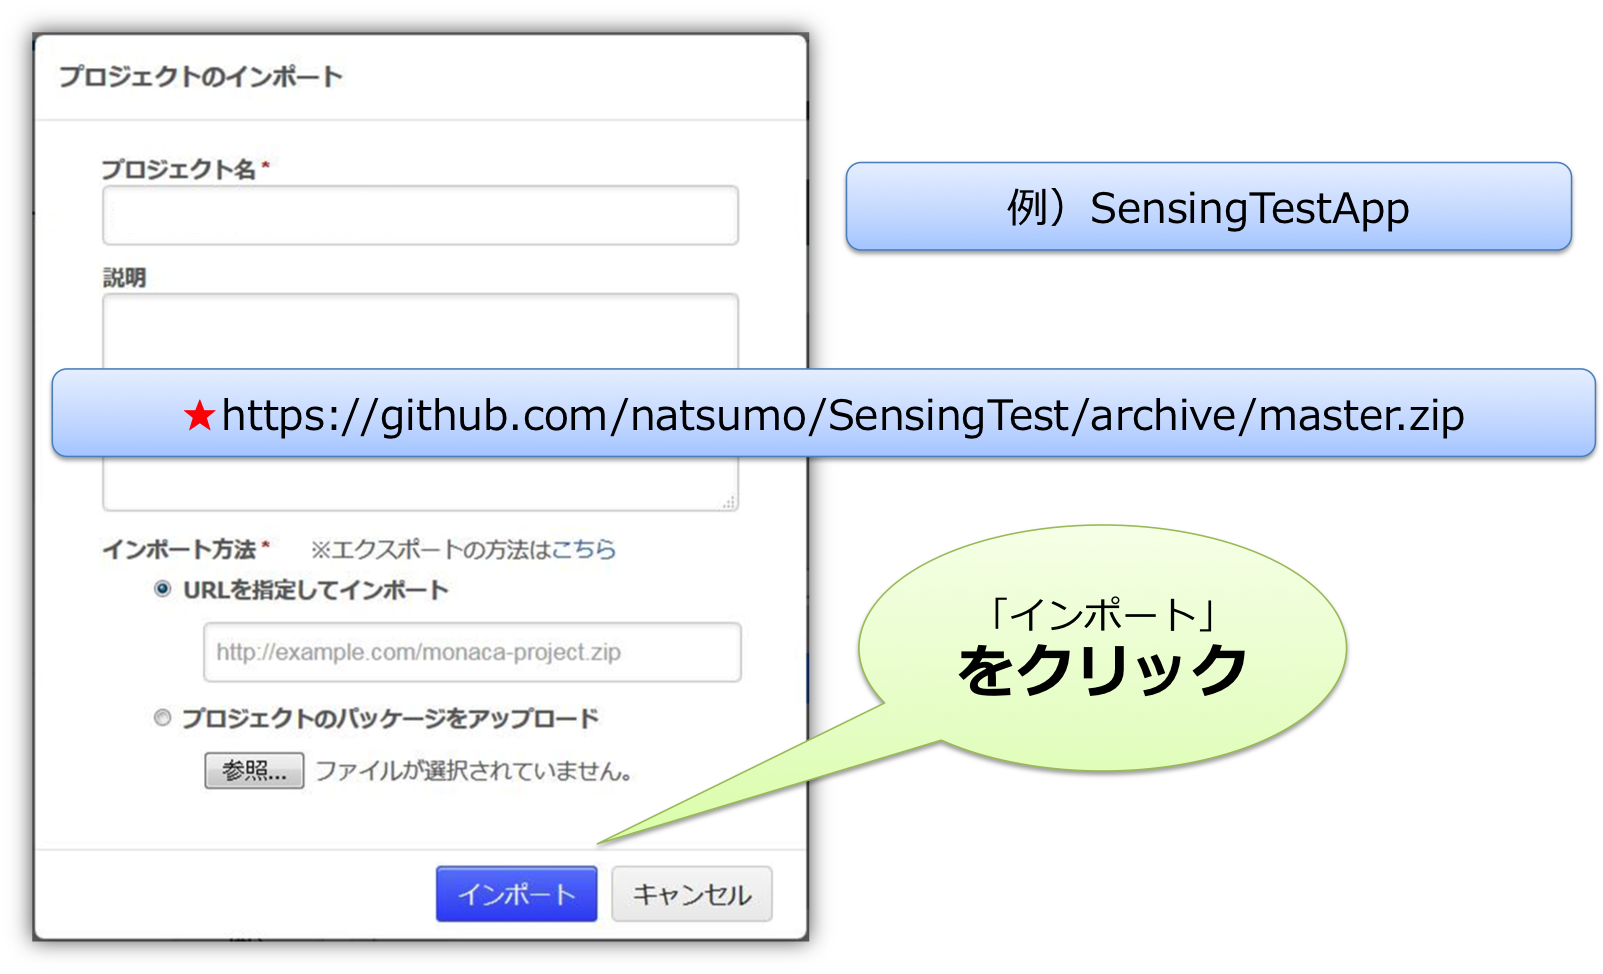 プロジェクトのインポート
プロジェクト名*
例）SensingTestApp
説明
★https://github.com/natsumo/SensingTest/archive/master.zip
インポート方法* ※エクスポートの方法はこちら
URLを指定してインポート
http://example.com/monaca-project.zip
「インポート」
をクリック
プロジェクトのパッケージをアップロード
参照... ファイルが選択されていません。
インポート キャンセル